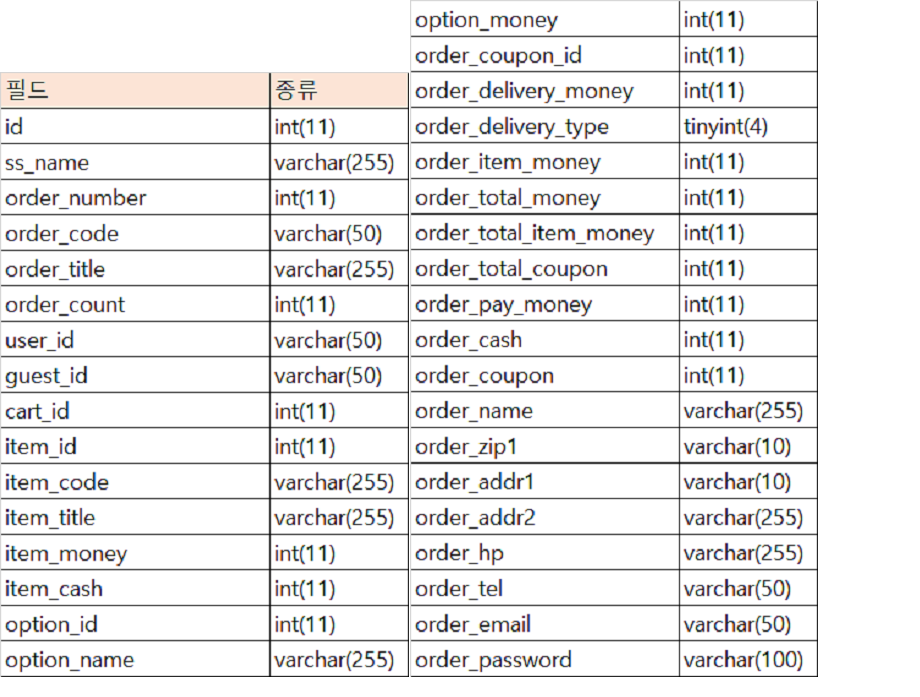 필드 종류
id int(11)
ss_name varchar(255)
order_number int(11)
order_code varchar(50)
order_title varchar(255)
order_count int(11)
user_id varchar(50)
guest_id varchar(50)
cart_id int(11)
item_id int(11)
item_code varchar(255)
item_title varchar(255)
item_money int(11)
item_cash int(11)
option_id int(11)
option_name varchar(255)
option_money int(11)
order_coupon_id int(11)
order_delivery_money int(11)
order_delivery_type tinyint(4)
order_item_money int(11)
order_total_money int(11)
order_total_item_money int(11)
order_total_coupon int(11)
order_pay_money int(11)
order_cash int(11)
order_coupon int(11)
order_name varchar(255)
order_zip1 varchar(10)
order_addr1 varchar(10)
order_addr2 varchar(255)
order_hp varchar(255)
order_tel varchar(50)
order_email varchar(50)
order_password varchar(100)